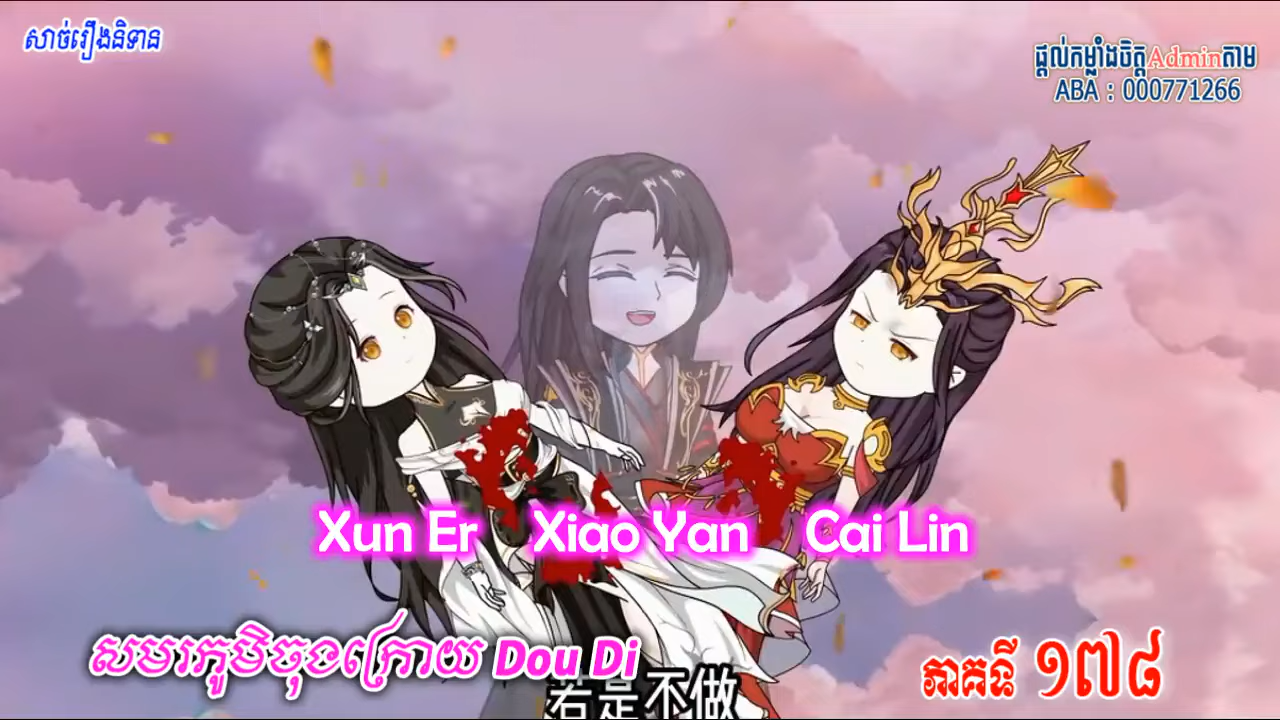 សាច់រឿងនិទាន
ផ្តល់កម្លាំងចិត្តAdminតាម
ABA : 000771266
Xun Er Xiao Yan Cai Lin
សមរភូមិចុងក្រោយ Dou Di
ភាគទី ១៧៨
若是不做